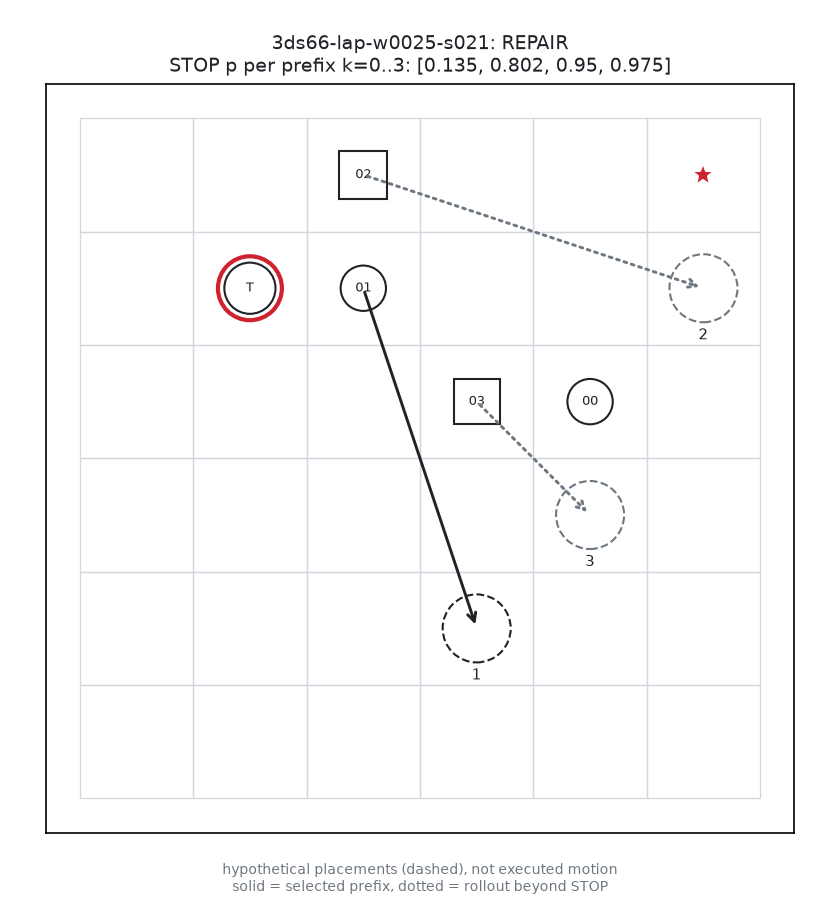 3ds66-lap-w0025-s021: REPAIR
STOP p per prefix k=0..3: [0.135, 0.802, 0.95, 0.975]
02
T
01
2
03
00
3
1
hypothetical placements (dashed), not executed motion
solid = selected prefix, dotted = rollout beyond STOP